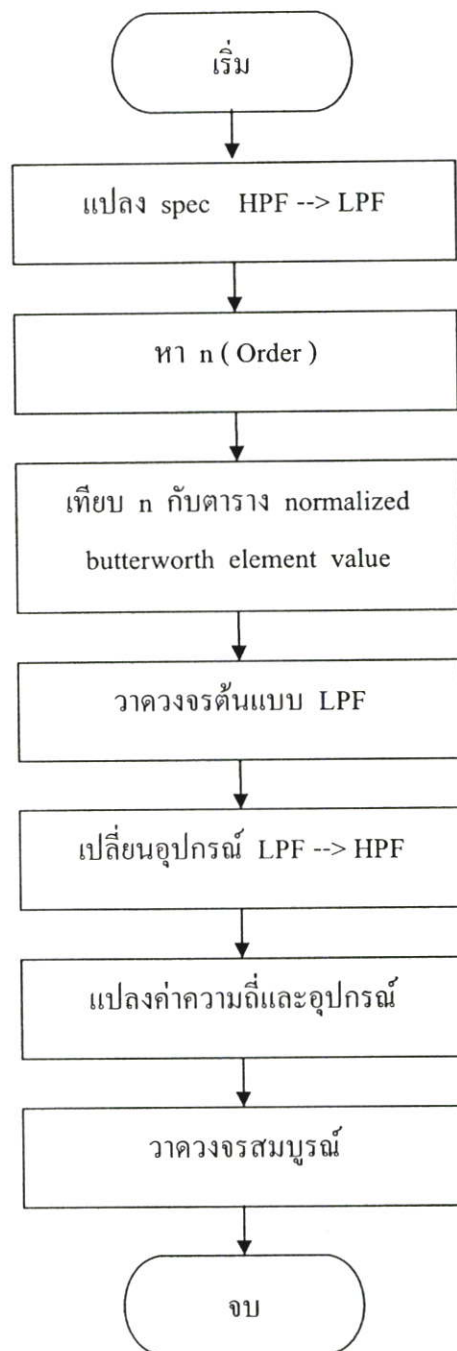 เริ่ม
แปลง spec HPF --> LPF
หา n ( Order )
เทียบ n กับตาราง normalized
butterworth element value
วาดวงจรต้นแบบ LPF
เปลี่ยนอุปกรณ์ LPF --> HPF
แปลงค่าความถี่และอุปกรณ์
วาดวงจรสมบูรณ์
จบ